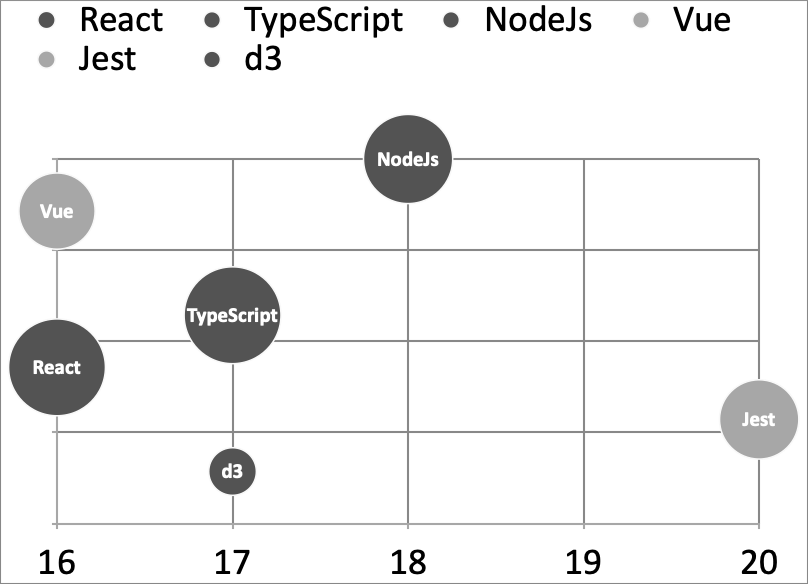 React TypeScript NodeJs Vue
Jest d3
NodeJs
Vue
TypeScript
React
Jest
d3
16 17 18 19 20